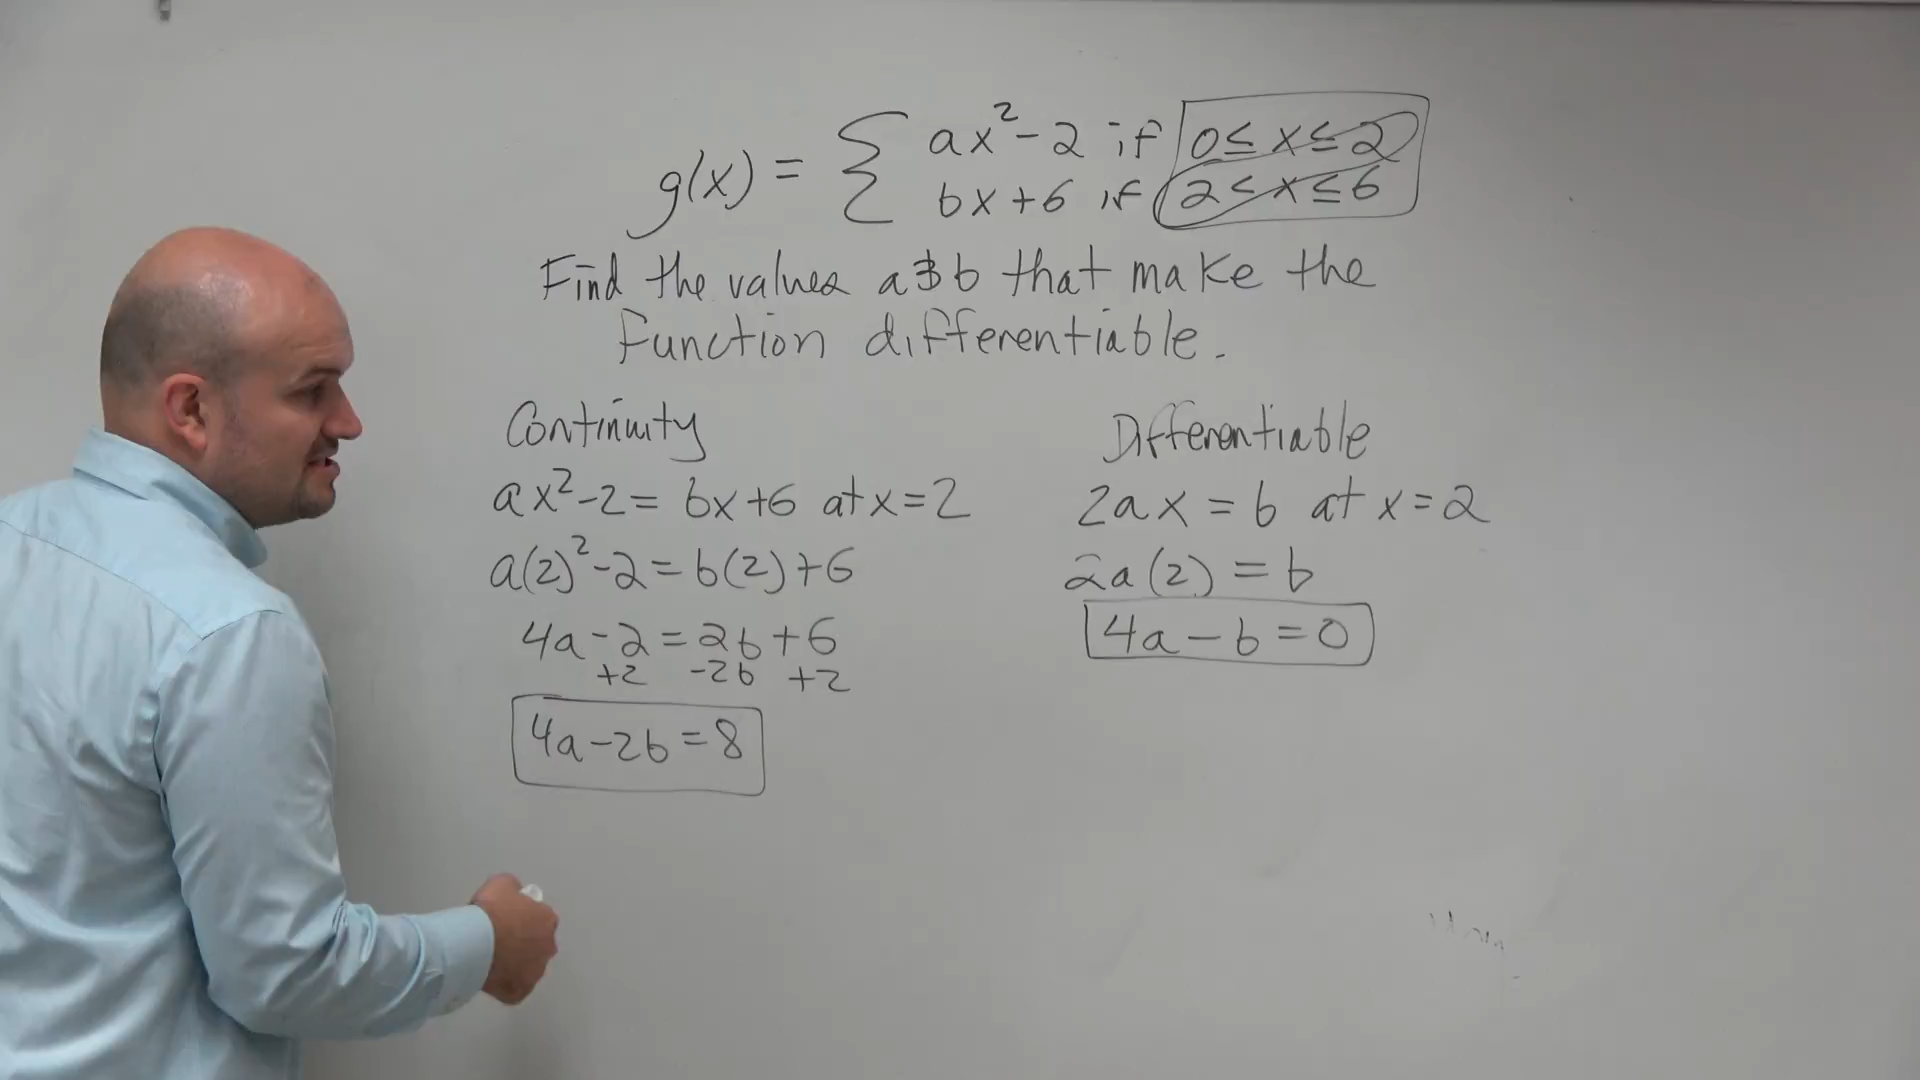 g(x) = { ax²-2 if 0≤ x ≤ 2
bx+6 if 2≤ x ≤ 6
Find the values a & b that make the
function differentiable.
Continuity
ax²-2= bx+6 at x=2
a(2)²-2=b(2)+6
4a-2=2b+6
+2 -2b +2
4a-2b=8
Differentiable
2ax = b at x=2
2a(2) = b
4a-b=0